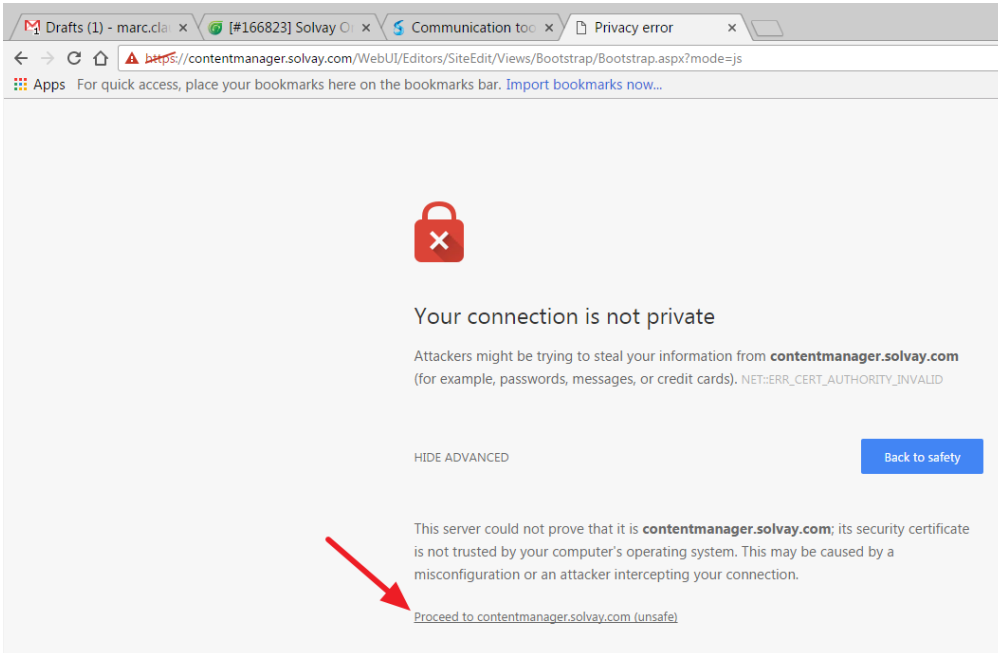 Drafts (1) - marc.cla
[#166823] Solvay O
Communication too
Privacy error
https://contentmanager.solvay.com/WebUI/Editors/SiteEdit/Views/Bootstrap/Bootstrap.aspx?mode=js
Apps For quick access, place your bookmarks here on the bookmarks bar. Import bookmarks now...
Your connection is not private
Attackers might be trying to steal your information from contentmanager.solvay.com
(for example, passwords, messages, or credit cards). NET::ERR_CERT_AUTHORITY_INVALID
HIDE ADVANCED
Back to safety
This server could not prove that it is contentmanager.solvay.com; its security certificate
is not trusted by your computer's operating system. This may be caused by a
misconfiguration or an attacker intercepting your connection.
Proceed to contentmanager.solvay.com (unsafe)